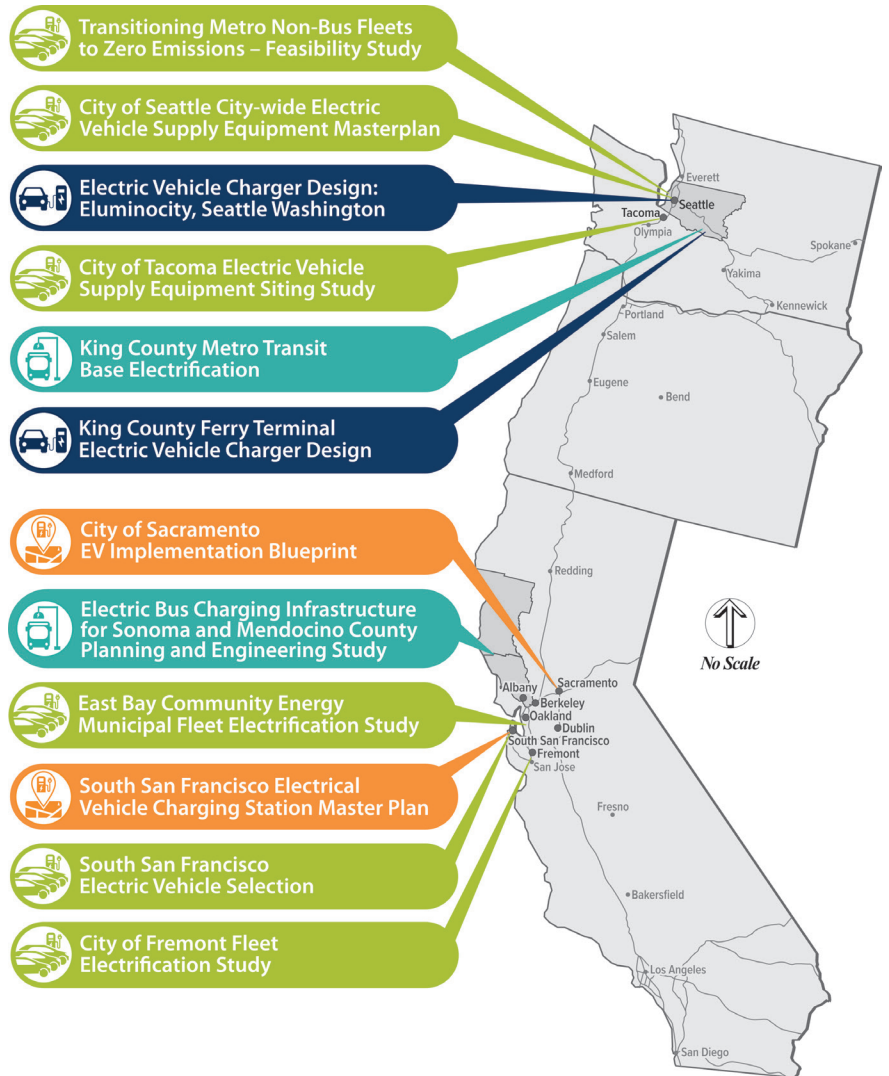 Transitioning Metro Non-Bus Fleets
to Zero Emissions – Feasibility Study
City of Seattle City-wide Electric
Vehicle Supply Equipment Masterplan
Electric Vehicle Charger Design:
Eluminocity, Seattle Washington
City of Tacoma Electric Vehicle
Supply Equipment Siting Study
King County Metro Transit
Base Electrification
King County Ferry Terminal
Electric Vehicle Charger Design
City of Sacramento
EV Implementation Blueprint
Electric Bus Charging Infrastructure
for Sonoma and Mendocino County
Planning and Engineering Study
East Bay Community Energy
Municipal Fleet Electrification Study
South San Francisco Electrical
Vehicle Charging Station Master Plan
South San Francisco
Electric Vehicle Selection
City of Fremont Fleet
Electrification Study
Everett
Seattle
Tacoma
Olympia
Spokane
Yakima
Kennewick
Portland
Salem
Eugene
Bend
Medford
Redding
No Scale
Sacramento
Albany
Berkeley
Oakland
Dublin
South San Francisco
Fremont
San Jose
Fresno
Bakersfield
Los Angeles
San Diego